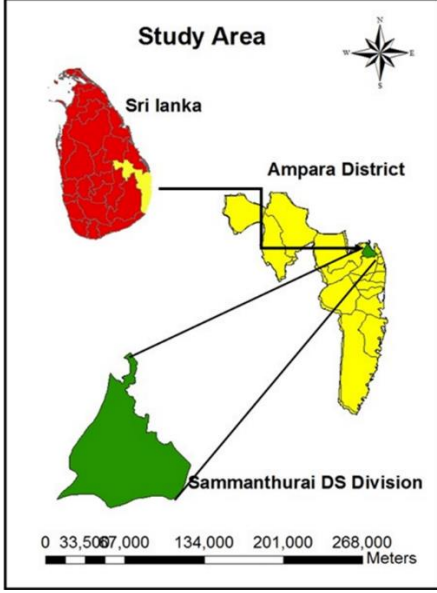 Study Area
N
W
E
S
Sri lanka
Ampara District
Sammanthurai DS Division
0 33,50067,000 134,000 201,000 268,000
Meters